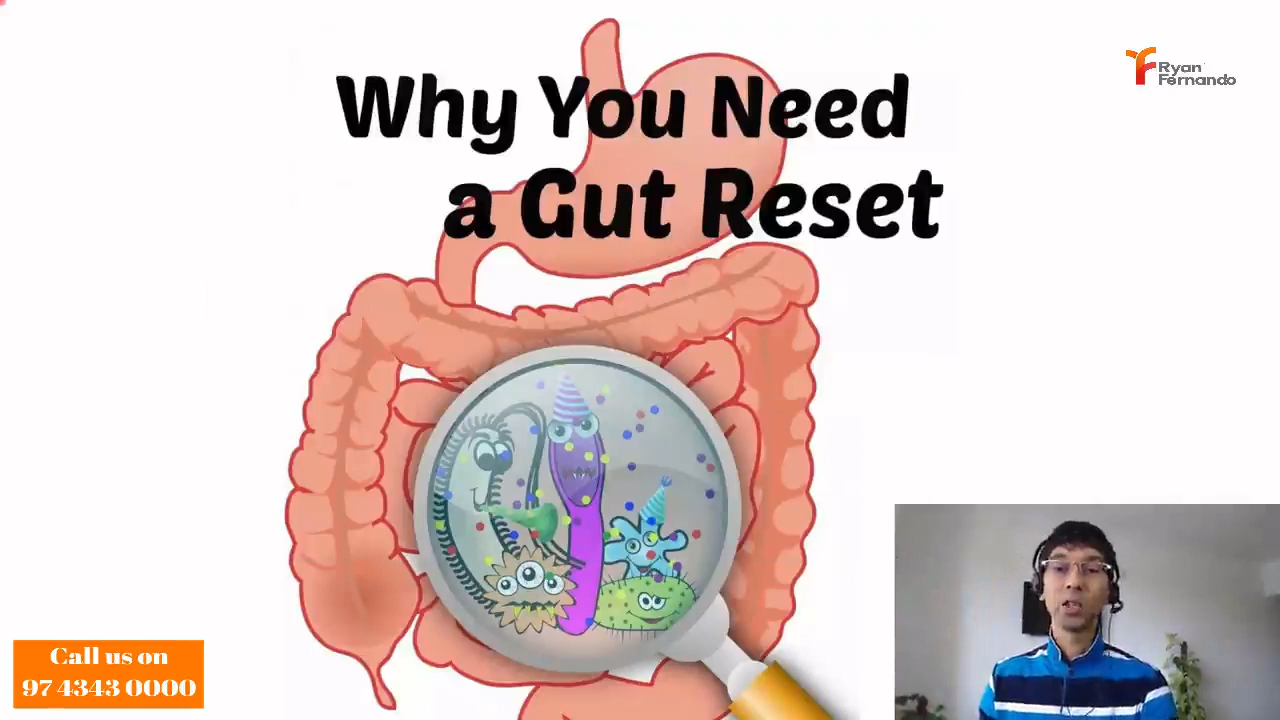 Why You Need
a Gut Reset
Ryan
Fernando
Call us on
97 4343 0000